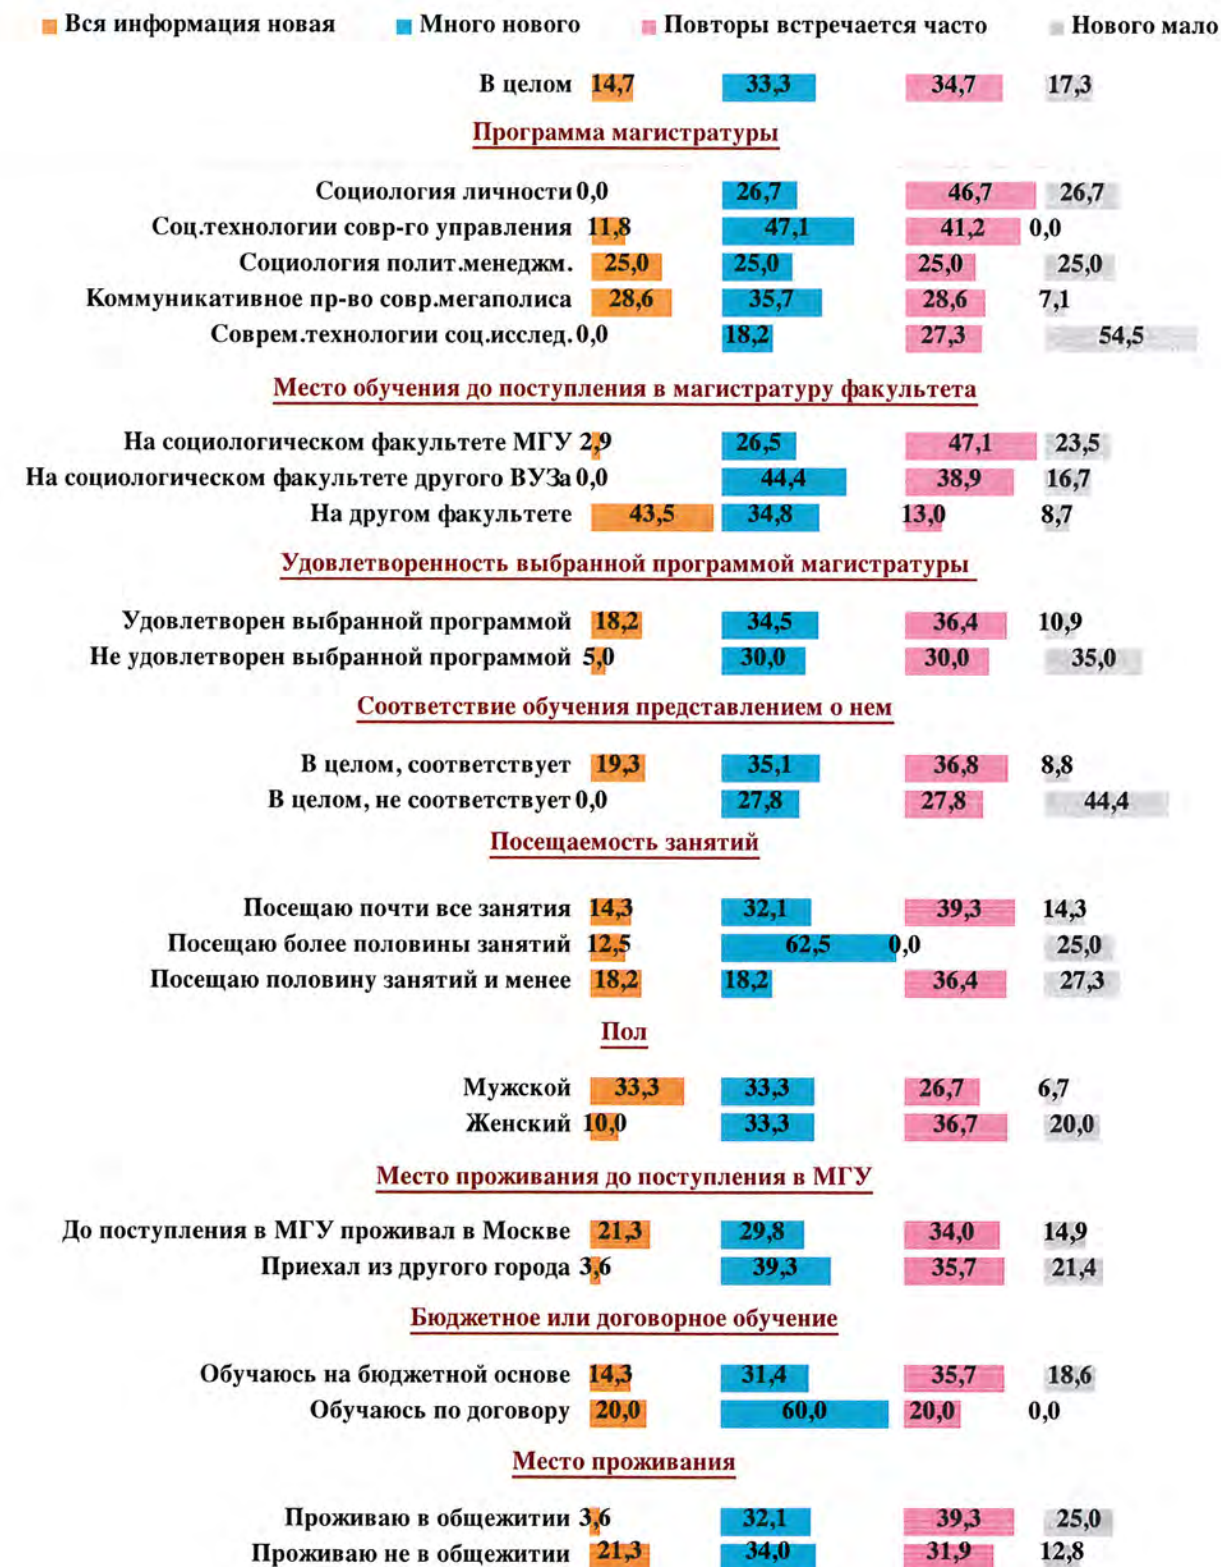 Вся информация новая Много нового Повторы встречается часто Нового мало
В целом 14,7 33,3 34,7 17,3
Программа магистратуры
Социология личности 0,0 26,7 46,7 26,7
Соц.технологии совр-го управления 11,8 47,1 41,2 0,0
Социология полит.менеджм. 25,0 25,0 25,0 25,0
Коммуникативное пр-во совр.мегаполиса 28,6 35,7 28,6 7,1
Соврем.технологии соц.исслед. 0,0 18,2 27,3 54,5
Место обучения до поступления в магистратуру факультета
На социологическом факультете МГУ 2,9 26,5 47,1 23,5
На социологическом факультете другого ВУЗа 0,0 44,4 38,9 16,7
На другом факультете 43,5 34,8 13,0 8,7
Удовлетворенность выбранной программой магистратуры
Удовлетворен выбранной программой 18,2 34,5 36,4 10,9
Не удовлетворен выбранной программой 5,0 30,0 30,0 35,0
Соответствие обучения представлением о нем
В целом, соответствует 19,3 35,1 36,8 8,8
В целом, не соответствует 0,0 27,8 27,8 44,4
Посещаемость занятий
Посещаю почти все занятия 14,3 32,1 39,3 14,3
Посещаю более половины занятий 12,5 62,5 0,0 25,0
Посещаю половину занятий и менее 18,2 18,2 36,4 27,3
Пол
Мужской 33,3 33,3 26,7 6,7
Женский 10,0 33,3 36,7 20,0
Место проживания до поступления в МГУ
До поступления в МГУ проживал в Москве 21,3 29,8 34,0 14,9
Приехал из другого города 3,6 39,3 35,7 21,4
Бюджетное или договорное обучение
Обучаюсь на бюджетной основе 14,3 31,4 35,7 18,6
Обучаюсь по договору 20,0 60,0 20,0 0,0
Место проживания
Проживаю в общежитии 3,6 32,1 39,3 25,0
Проживаю не в общежитии 21,3 34,0 31,9 12,8